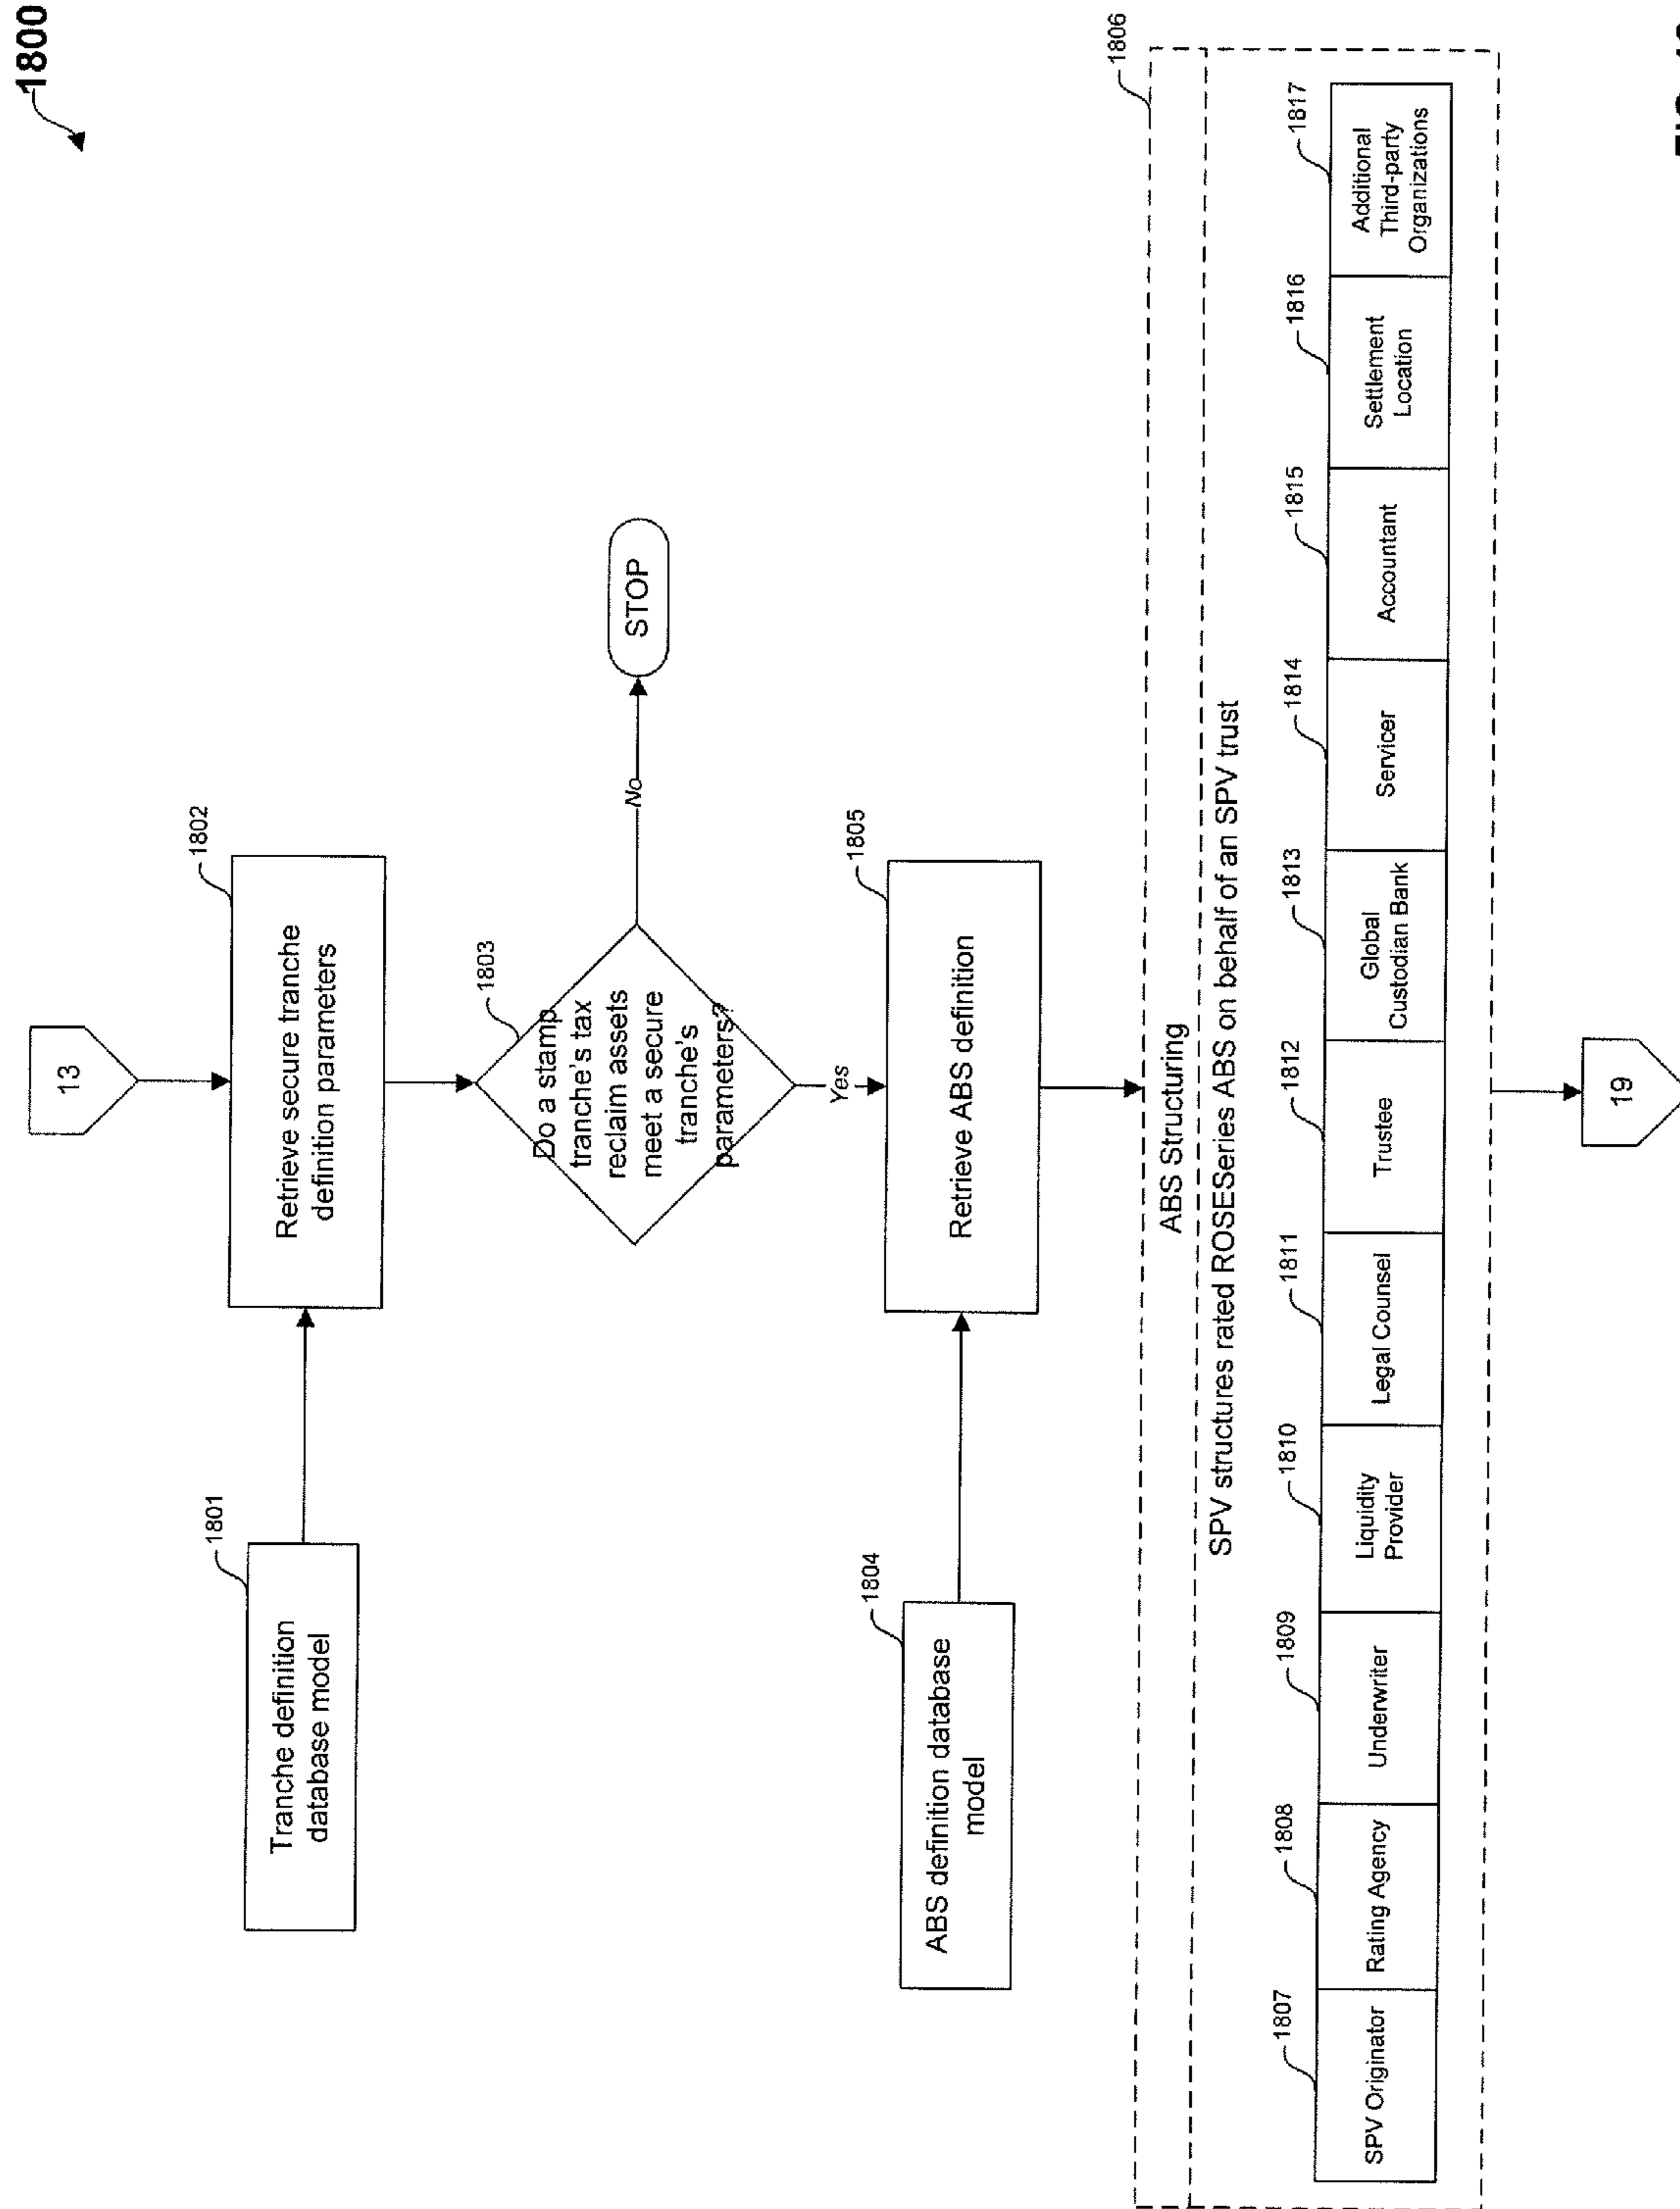 1800
13
1802
Retrieve secure tranche
definition parameters
1801
Tranche definition
database model
1803
Do a stamp
tranche's tax
reclaim assets
meet a secure
tranche's
parameters?
No
STOP
Yes
1805
Retrieve ABS definition
1804
ABS definition database
model
1806
ABS Structuring
SPV structures rated ROSESeries ABS on behalf of an SPV trust
1807
SPV Originator
1808
Rating Agency
1809
Underwriter
1810
Liquidity
Provider
1811
Legal Counsel
1812
Trustee
1813
Global
Custodian Bank
1814
Servicer
1815
Accountant
1816
Settlement
Location
1817
Additional
Third-party
Organizations
19